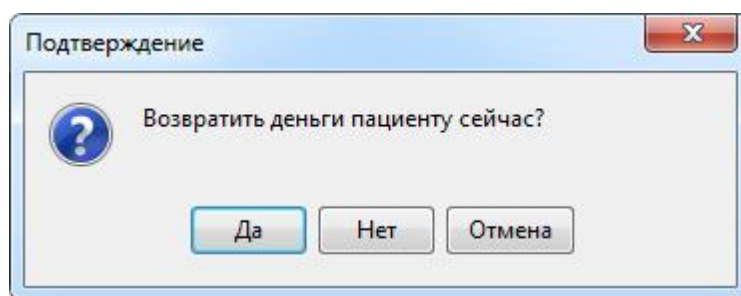 Подтверждение
Возвратить деньги пациенту сейчас?
Да Нет Отмена